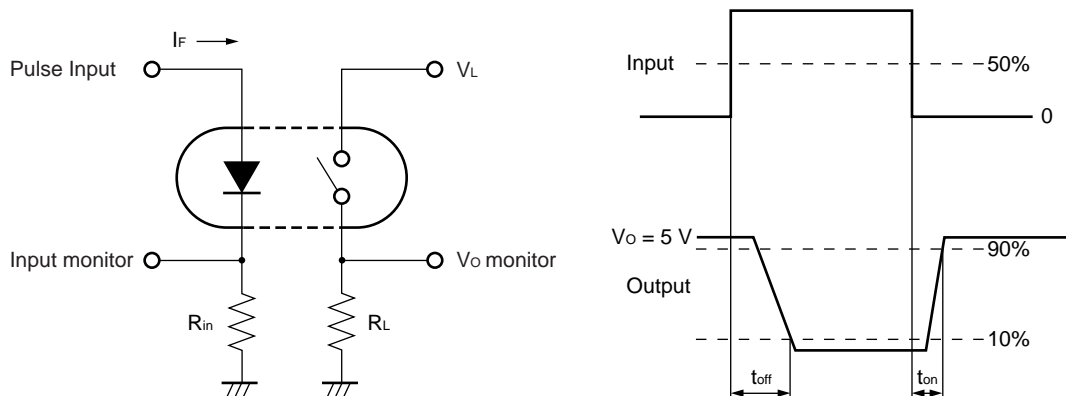 IF
Pulse Input
VL
Input monitor
VO monitor
Rin
RL
Input
50%
0
VO = 5 V
90%
Output
10%
toff
ton